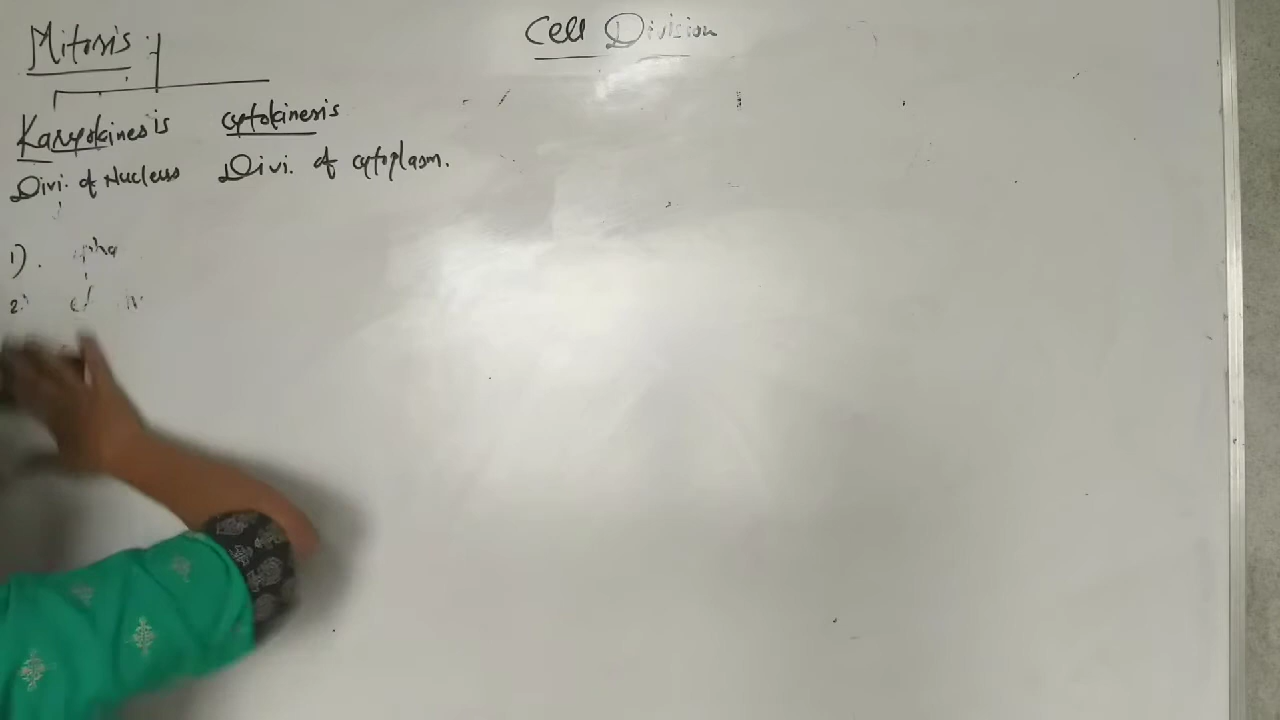 Cell Division
Mitosis
Karyokinesis cytokinesis
Divi. of Nucleus Divi. of cytoplasm.
1).
2)